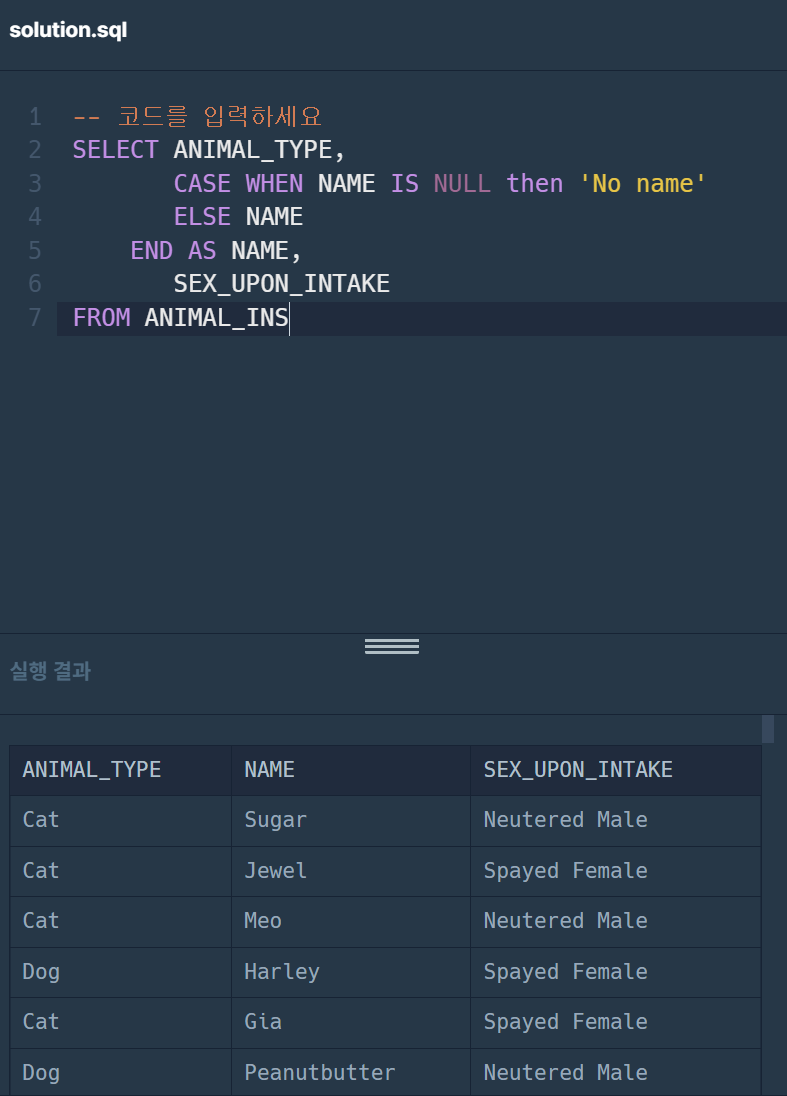 solution.sql
1 -- 코드를 입력하세요
2 SELECT ANIMAL_TYPE,
3 CASE WHEN NAME IS NULL then 'No name'
4 ELSE NAME
5 END AS NAME,
6 SEX_UPON_INTAKE
7 FROM ANIMAL_INS
실행 결과
ANIMAL_TYPE NAME SEX_UPON_INTAKE
Cat Sugar Neutered Male
Cat Jewel Spayed Female
Cat Meo Neutered Male
Dog Harley Spayed Female
Cat Gia Spayed Female
Dog Peanutbutter Neutered Male